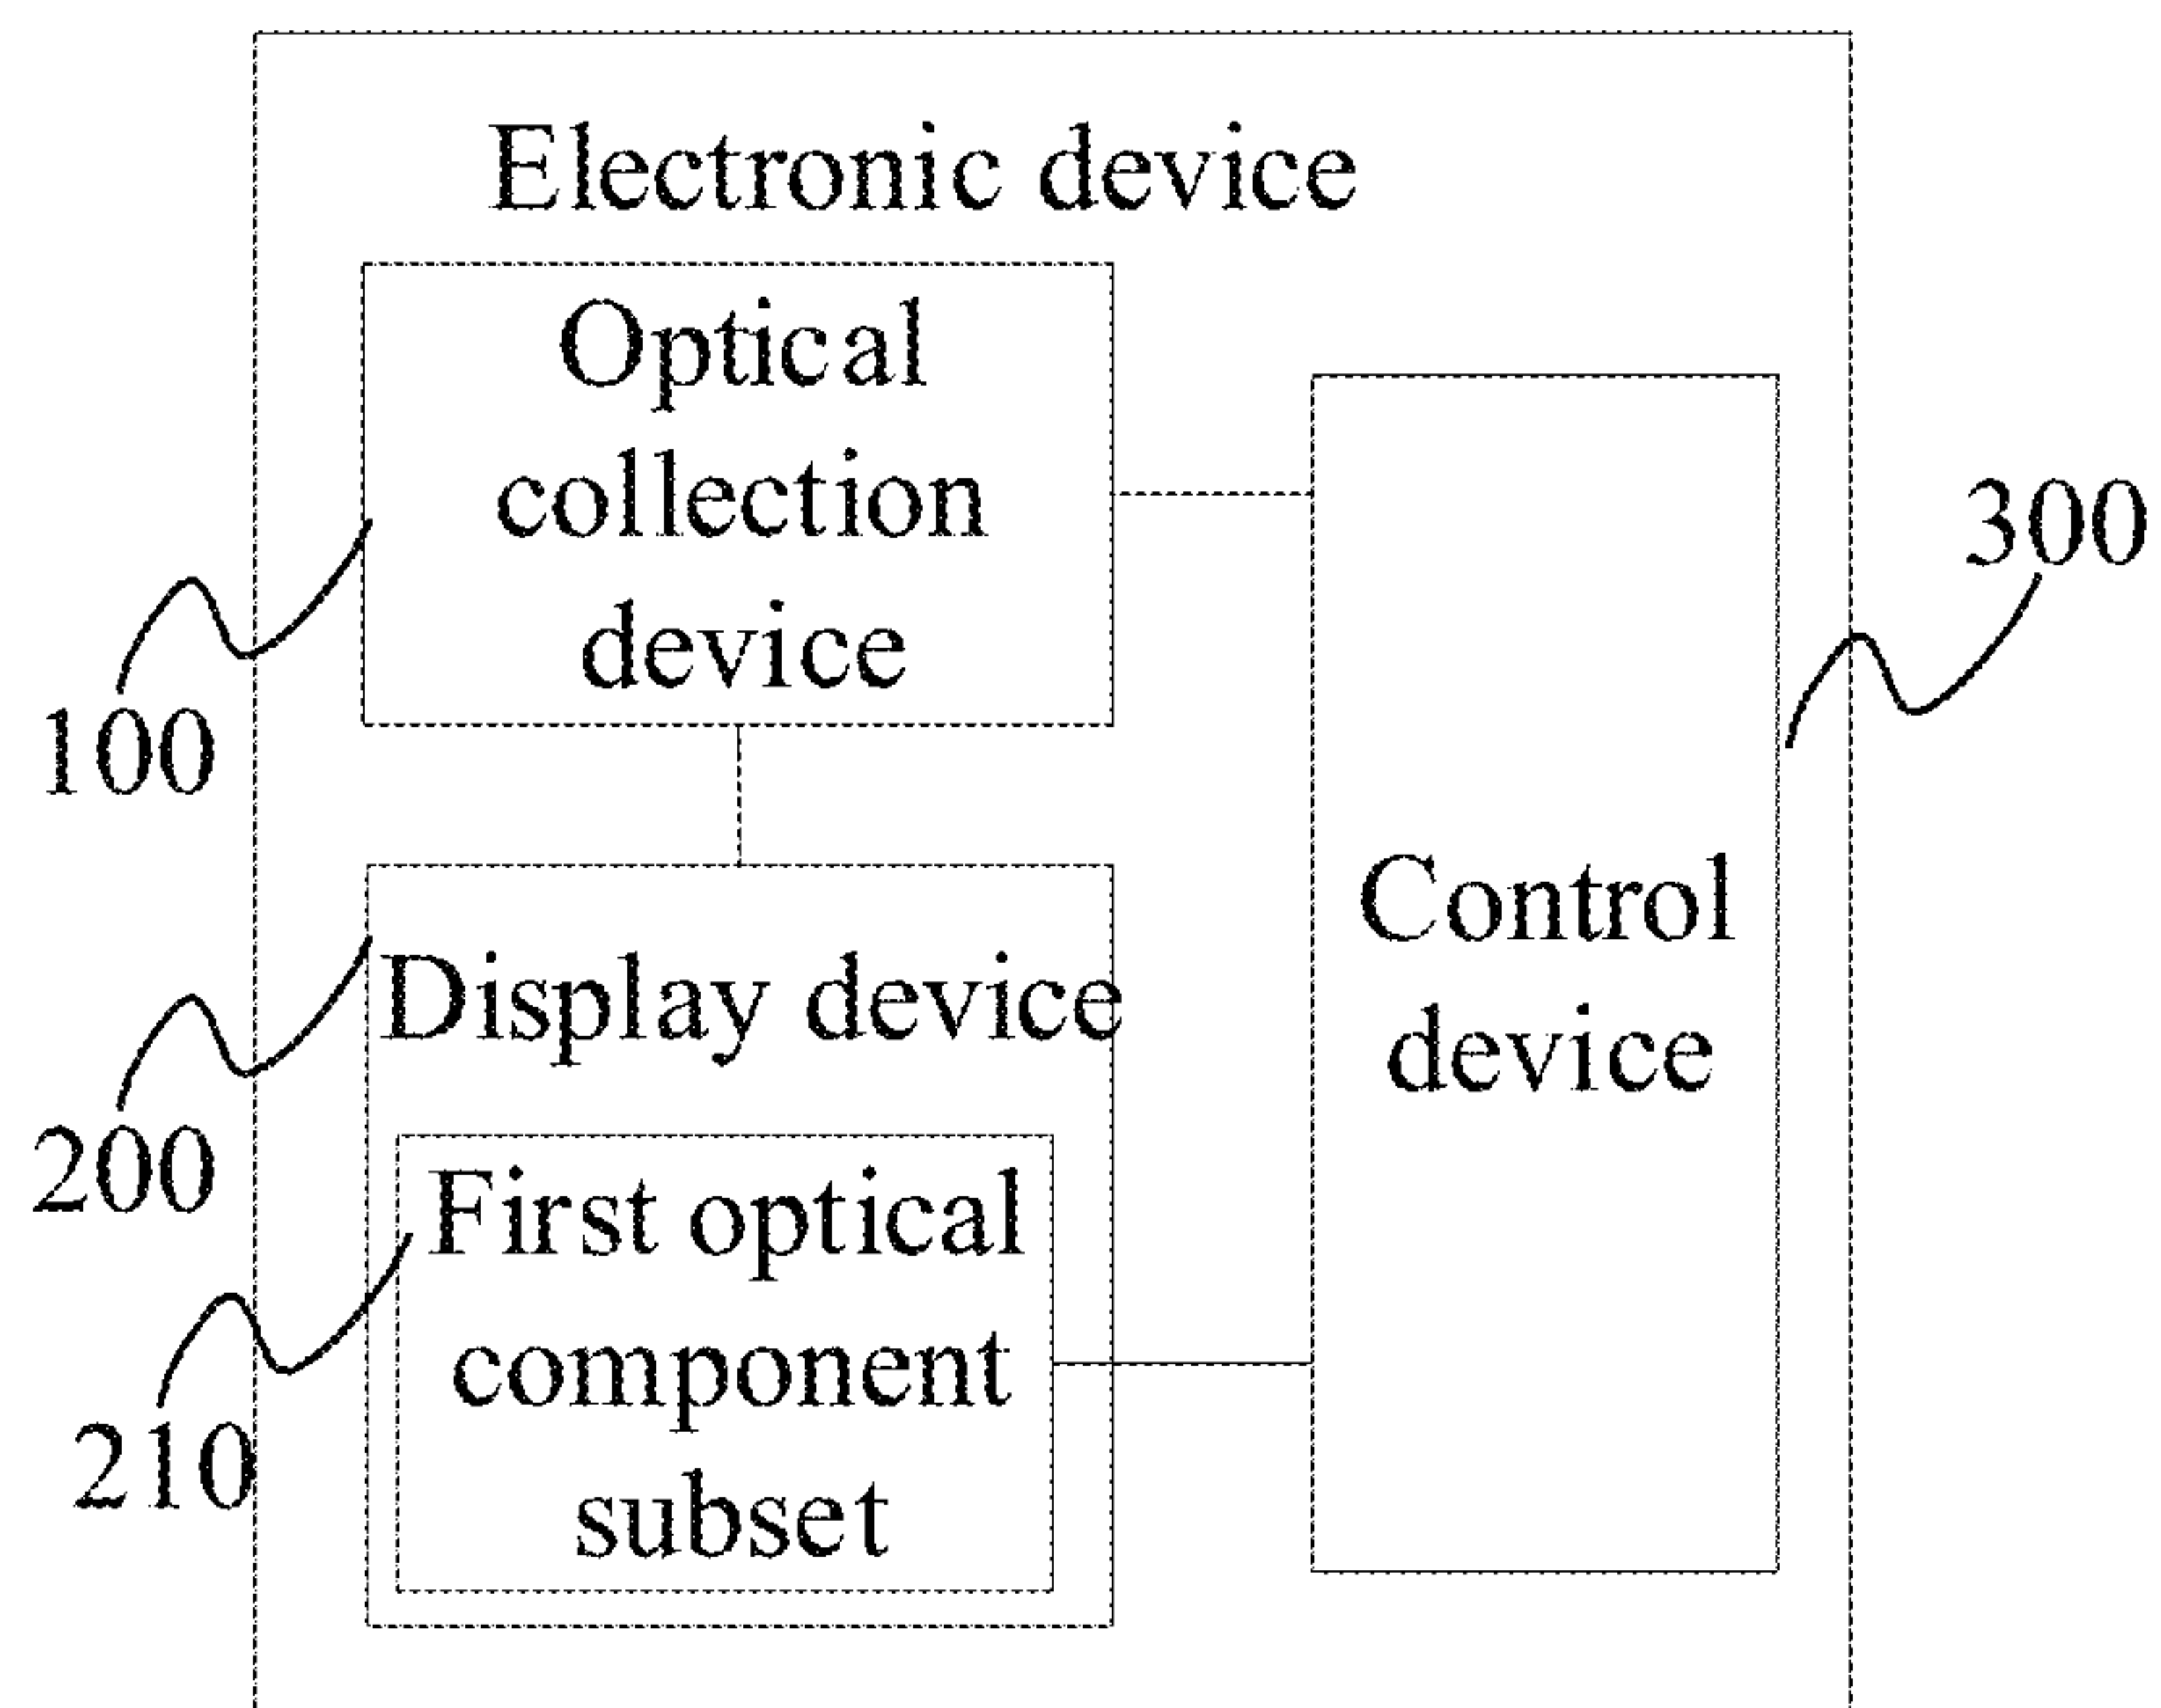 Electronic device
Optical
collection
device
100
300
Control
device
Display device
200
First optical
component
subset
210